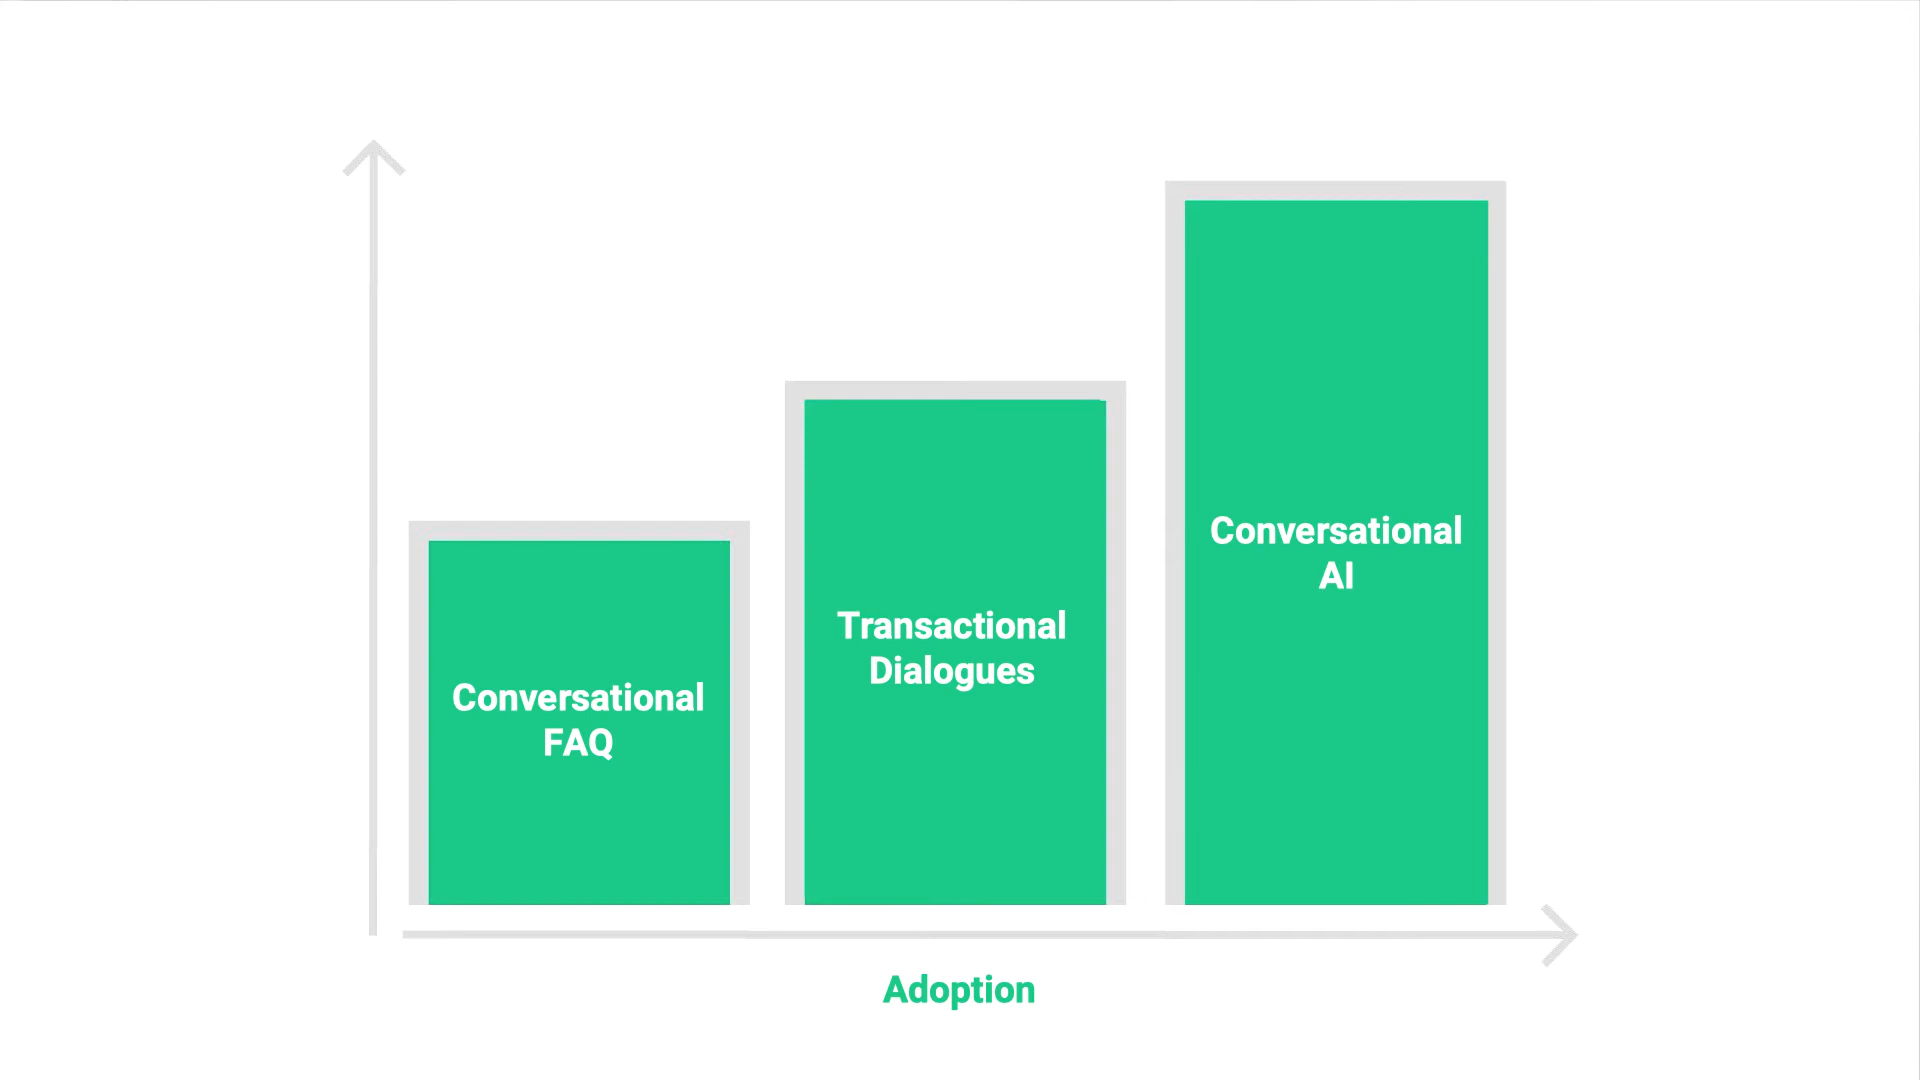 Conversational
FAQ
Transactional
Dialogues
Conversational
AI
Adoption